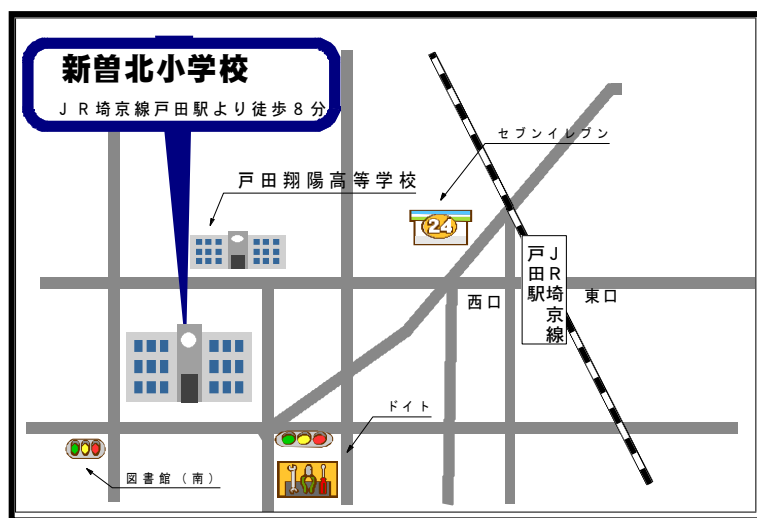 新曽北小学校
JR埼京線戸田駅より徒歩8分
セブンイレブン
戸田翔陽高等学校
24
JR埼京線
戸田駅
西口
東口
ドイト
図書館(南)